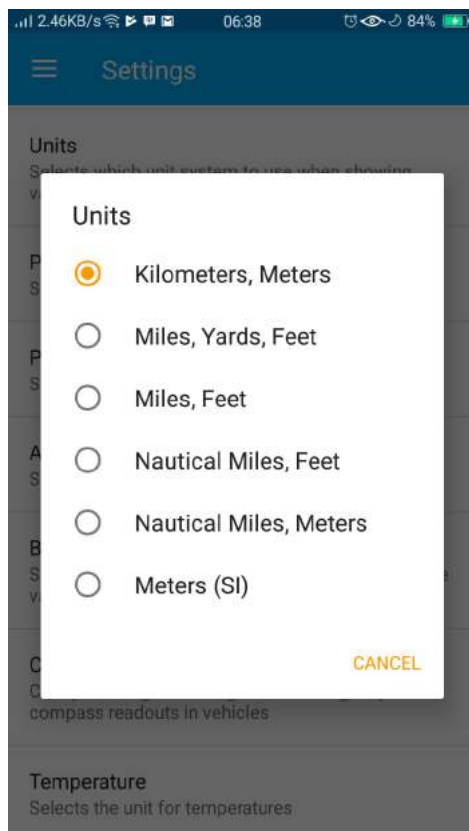 2.46KB/s 06:38 84%
Settings
Units
Selects which unit system to use when showing
Units
Kilometers, Meters
Miles, Yards, Feet
Miles, Feet
Nautical Miles, Feet
Nautical Miles, Meters
Meters (SI)
CANCEL
compass readouts in vehicles
Temperature
Selects the unit for temperatures